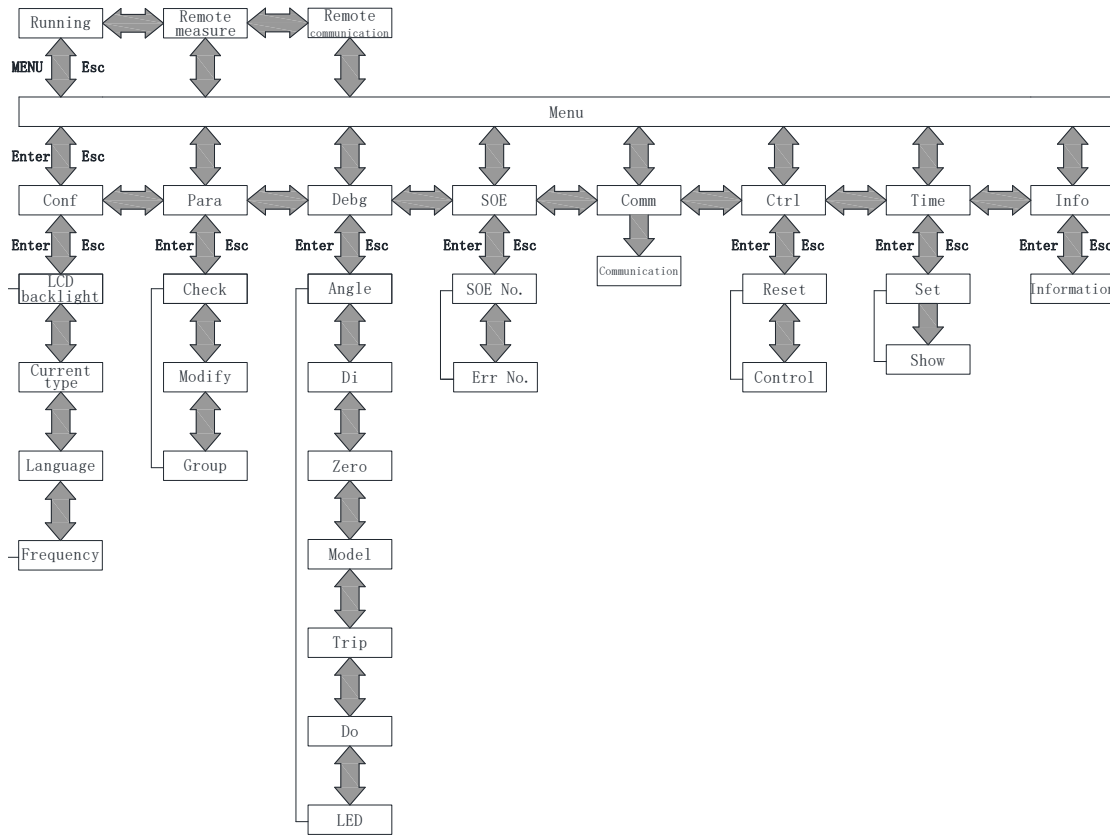 Running
Remote
measure
Remote
communication
MENU Esc
Menu
Enter Esc
Conf
Para
Debg
SOE
Comm
Ctrl
Time
Info
Enter Esc
Enter Esc
Enter Esc
Enter Esc
Enter Esc
Enter Esc
Enter Esc
LCD
backlight
Check
Angle
SOE No.
Communication
Reset
Set
Information
Show
Current
type
Modify
Di
Err No.
Control
Language
Group
Zero
Frequency
Model
Trip
Do
LED